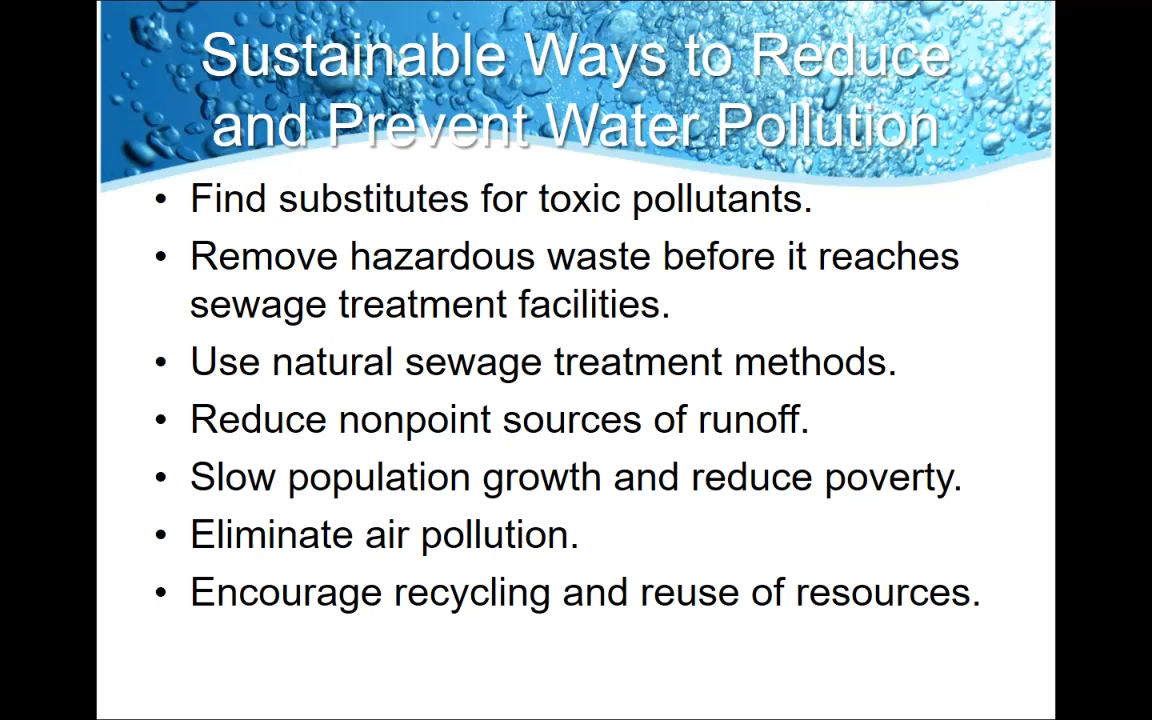 Sustainable Ways to Reduce
and Prevent Water Pollution
• Find substitutes for toxic pollutants.
• Remove hazardous waste before it reaches
sewage treatment facilities.
• Use natural sewage treatment methods.
• Reduce nonpoint sources of runoff.
• Slow population growth and reduce poverty.
• Eliminate air pollution.
• Encourage recycling and reuse of resources.